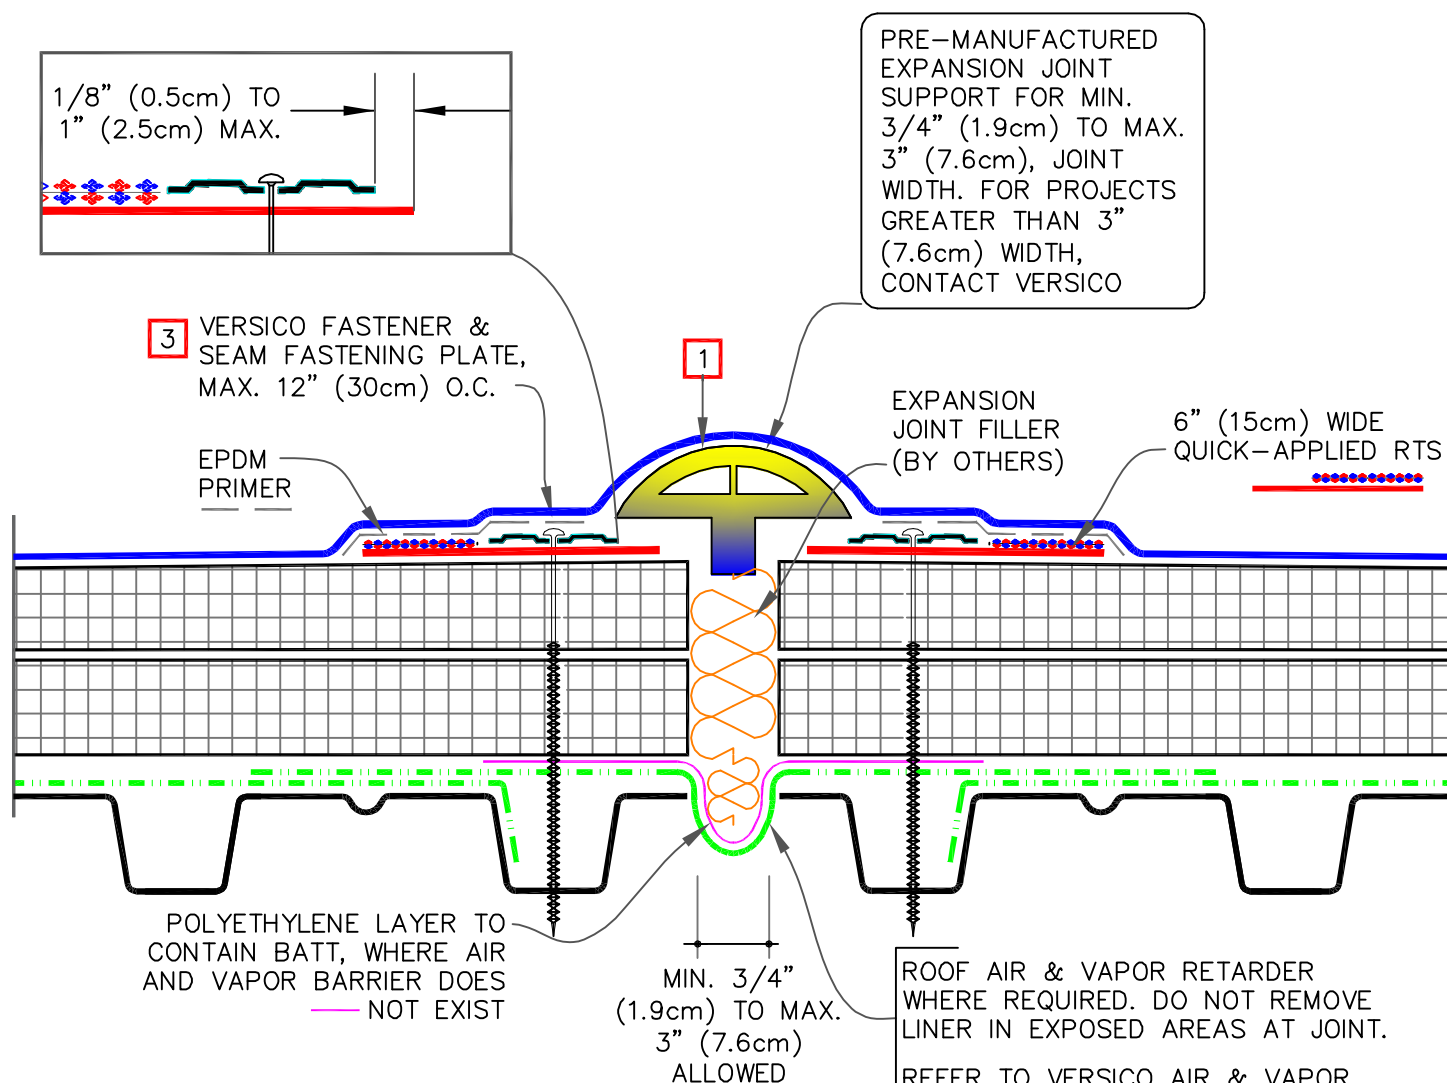 1/8" (0.5cm) TO
1" (2.5cm) MAX.
PRE-MANUFACTURED
EXPANSION JOINT
SUPPORT FOR MIN.
3/4" (1.9cm) TO MAX.
3" (7.6cm), JOINT
WIDTH. FOR PROJECTS
GREATER THAN 3"
(7.6cm) WIDTH,
CONTACT VERSICO
3
VERSICO FASTENER &
SEAM FASTENING PLATE,
MAX. 12" (30cm) O.C.
1
EXPANSION
JOINT FILLER
(BY OTHERS)
6" (15cm) WIDE
QUICK-APPLIED RTS
EPDM
PRIMER
POLYETHYLENE LAYER TO
CONTAIN BATT, WHERE AIR
AND VAPOR BARRIER DOES
NOT EXIST
MIN. 3/4"
(1.9cm) TO MAX.
3" (7.6cm)
ALLOWED
ROOF AIR & VAPOR RETARDER
WHERE REQUIRED. DO NOT REMOVE
LINER IN EXPOSED AREAS AT JOINT.
REFER TO VERSICO AIR & VAPOR